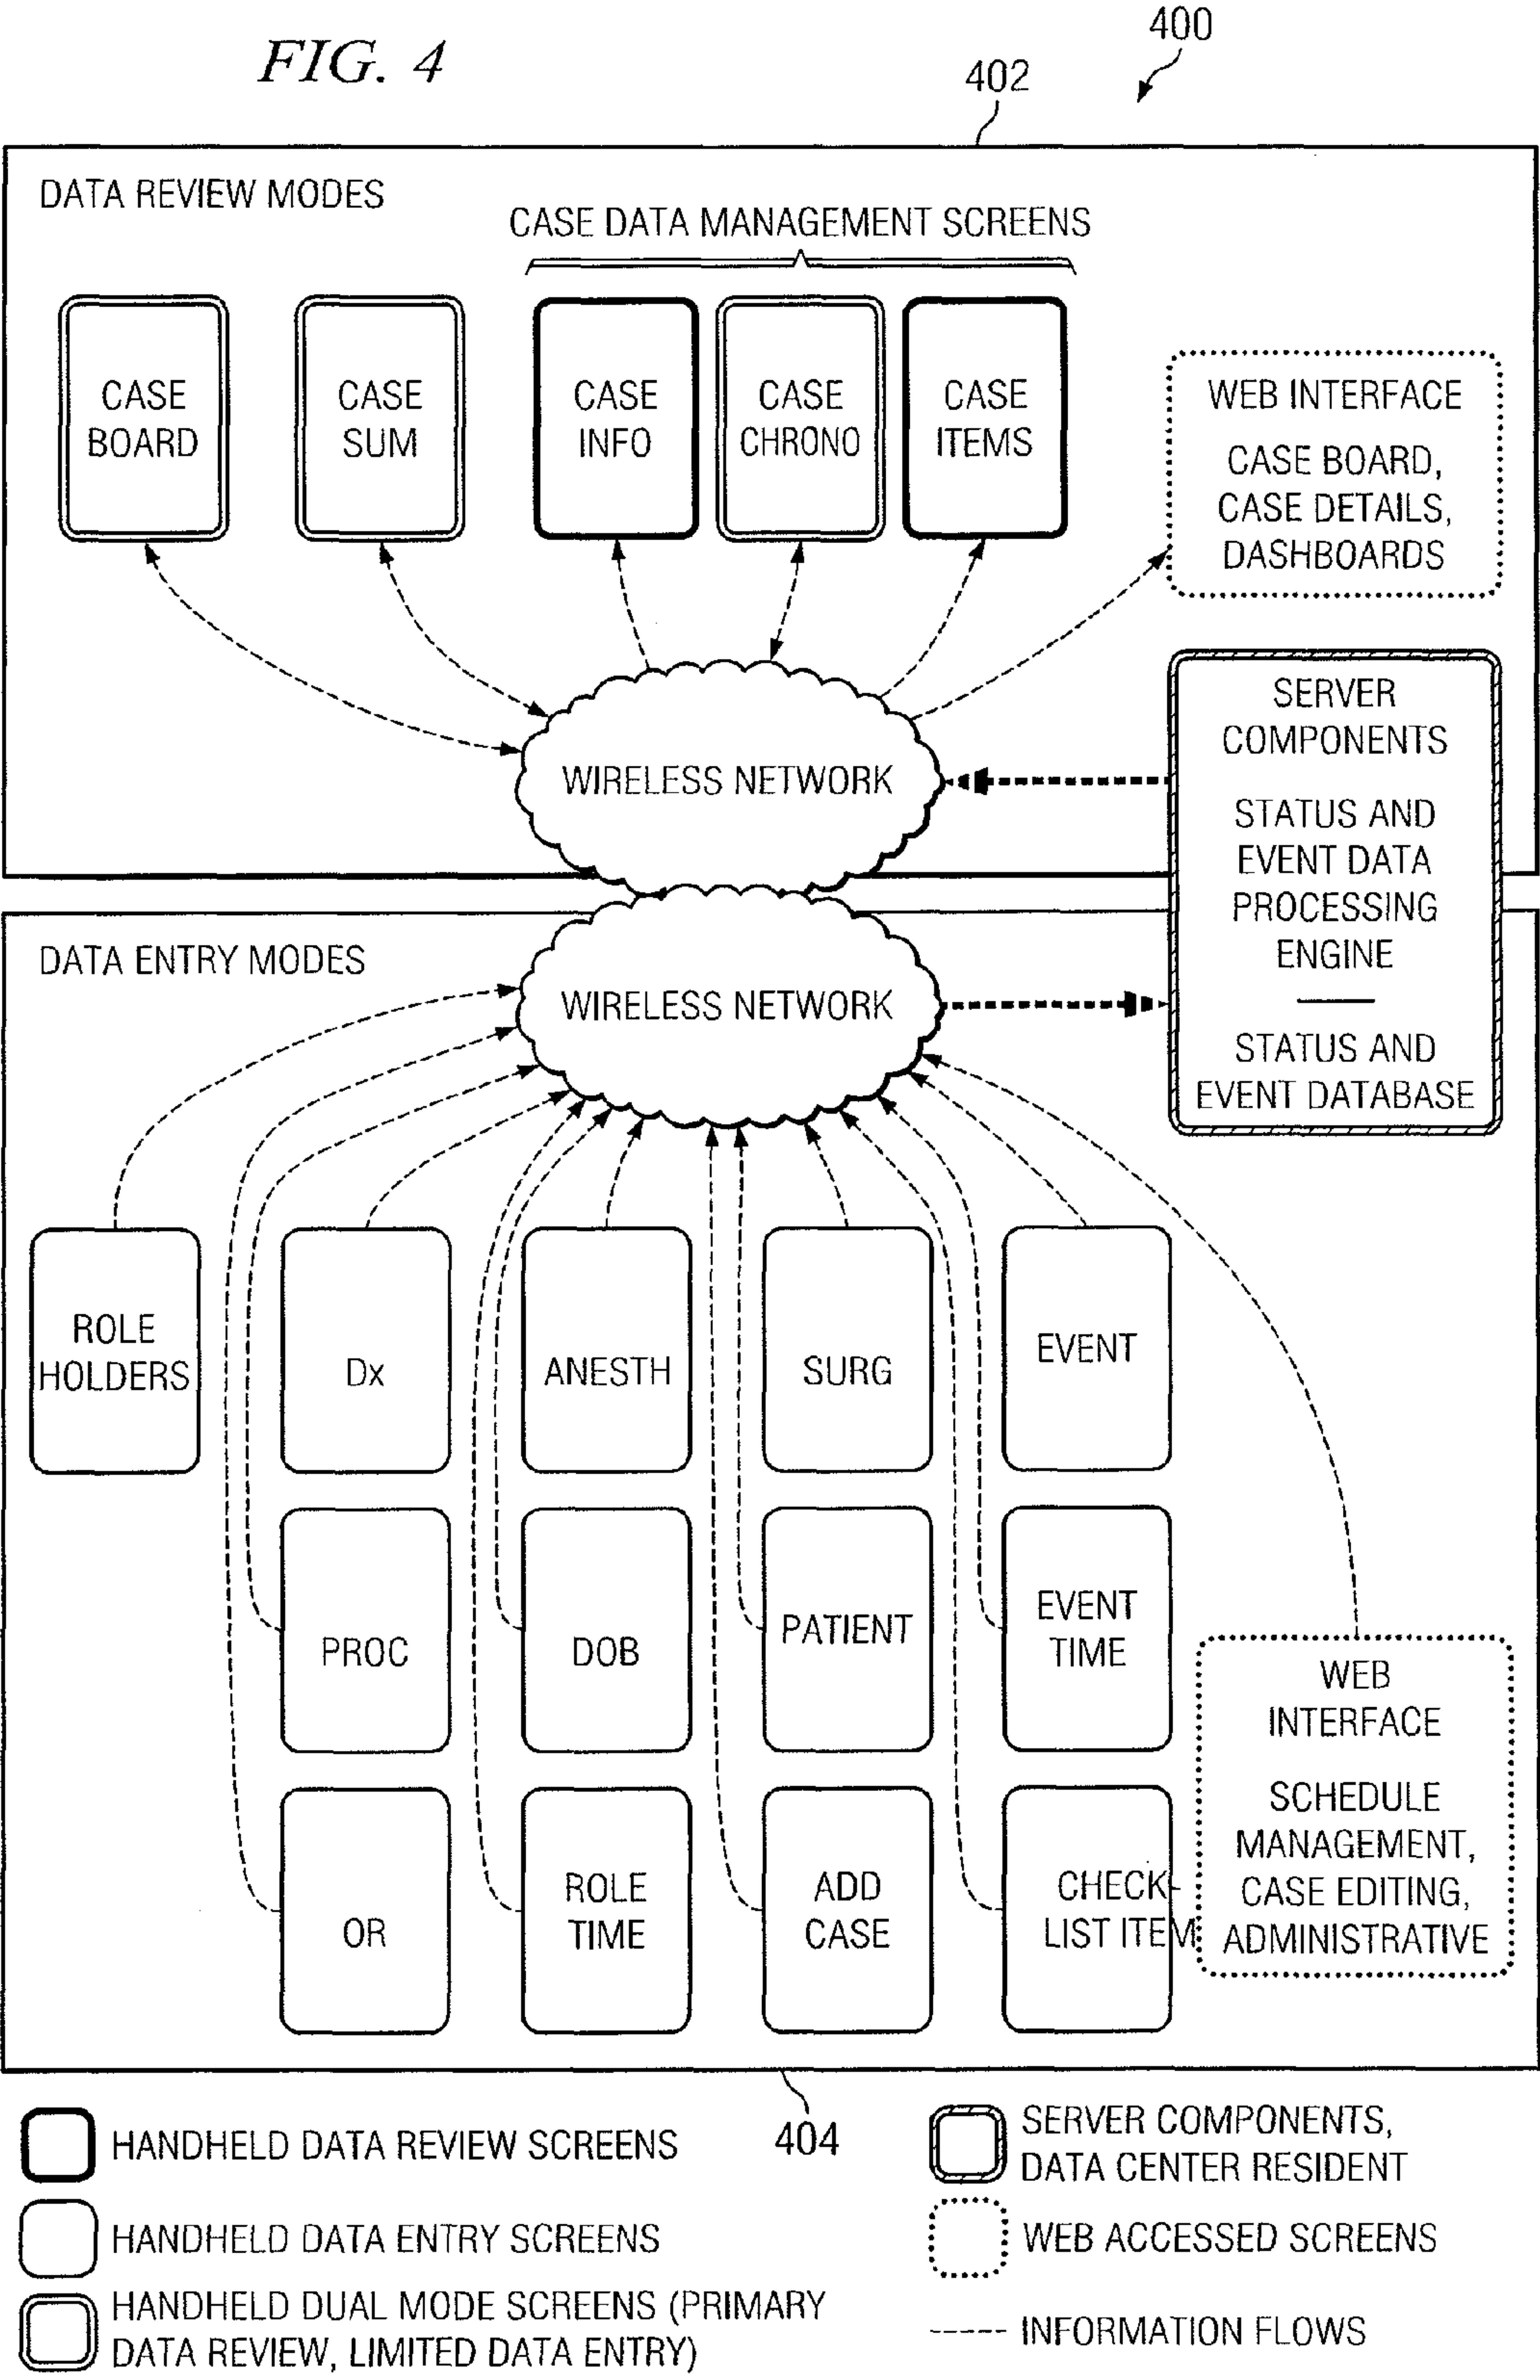 FIG. 4
400
402
DATA REVIEW MODES
CASE DATA MANAGEMENT SCREENS
CASE
BOARD
CASE
SUM
CASE
INFO
CASE
CHRONO
CASE
ITEMS
WEB INTERFACE
CASE BOARD,
CASE DETAILS,
DASHBOARDS
WIRELESS NETWORK
SERVER
COMPONENTS
STATUS AND
EVENT DATA
PROCESSING
ENGINE
STATUS AND
EVENT DATABASE
DATA ENTRY MODES
WIRELESS NETWORK
ROLE
HOLDERS
Dx
ANESTH
SURG
EVENT
PROC
DOB
PATIENT
EVENT
TIME
OR
ROLE
TIME
ADD
CASE
CHECK-
LIST ITEM
WEB
INTERFACE
SCHEDULE
MANAGEMENT,
CASE EDITING,
ADMINISTRATIVE
404
HANDHELD DATA REVIEW SCREENS
HANDHELD DATA ENTRY SCREENS
HANDHELD DUAL MODE SCREENS (PRIMARY
DATA REVIEW, LIMITED DATA ENTRY)
SERVER COMPONENTS,
DATA CENTER RESIDENT
WEB ACCESSED SCREENS
INFORMATION FLOWS